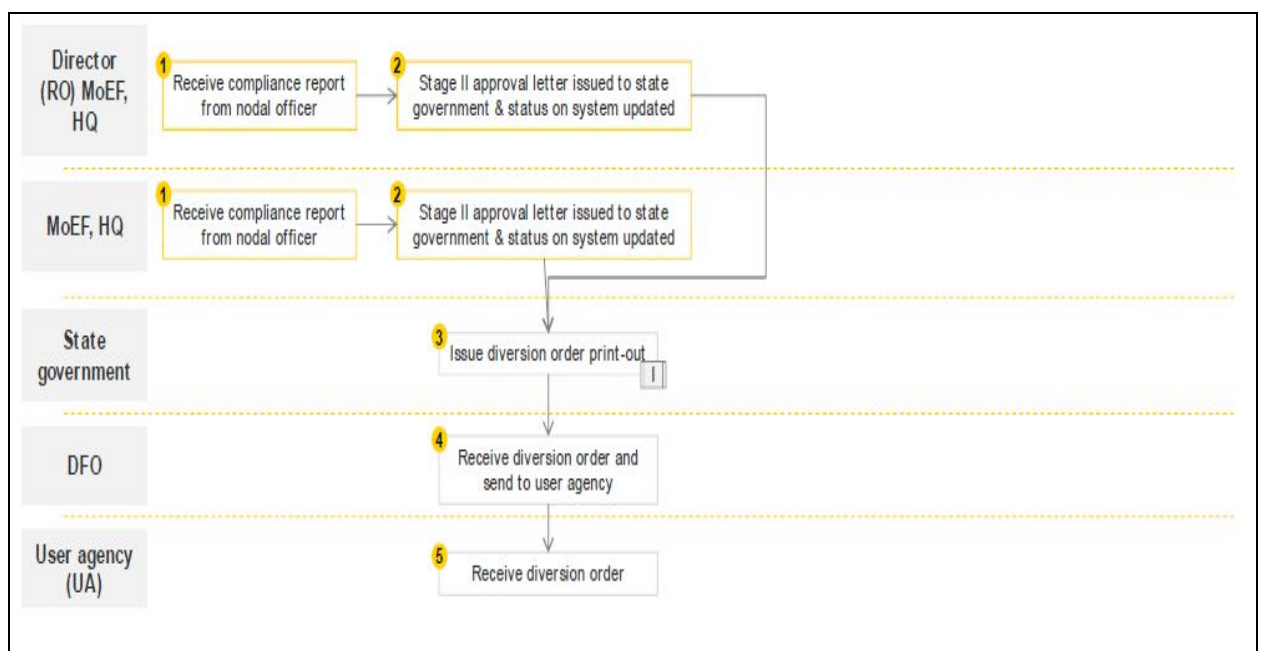 Director
(RO) MoEF,
HQ
1
Receive compliance report
from nodal officer
2
Stage II approval letter issued to state
government & status on system updated
MoEF, HQ
1
Receive compliance report
from nodal officer
2
Stage II approval letter issued to state
government & status on system updated
State
government
3
Issue diversion order print-out
I
DFO
4
Receive diversion order and
send to user agency
User agency
(UA)
5
Receive diversion order